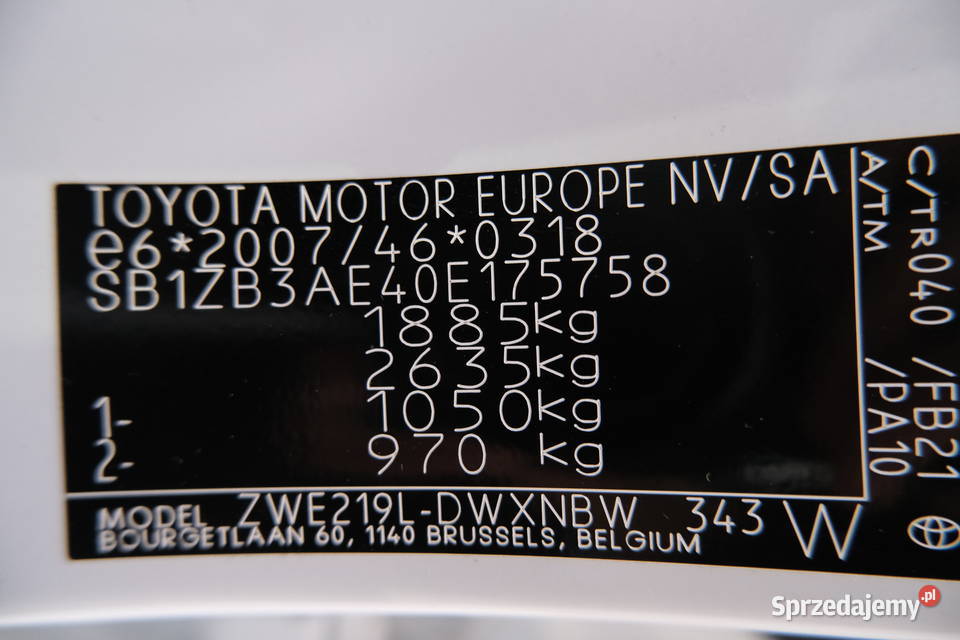 TOYOTA MOTOR EUROPE NV/SA
e6*2007/46*0318
SB1ZB3AE40E175758
1885kg
2635kg
1- 1050kg
2- 970 kg
MODEL ZWE219L-DWXNBW 343 W
BOURGETLAAN 60, 1140 BRUSSELS, BELGIUM
C/TR040 /FB21
A/TM /PA10
Sprzedajemy.pl